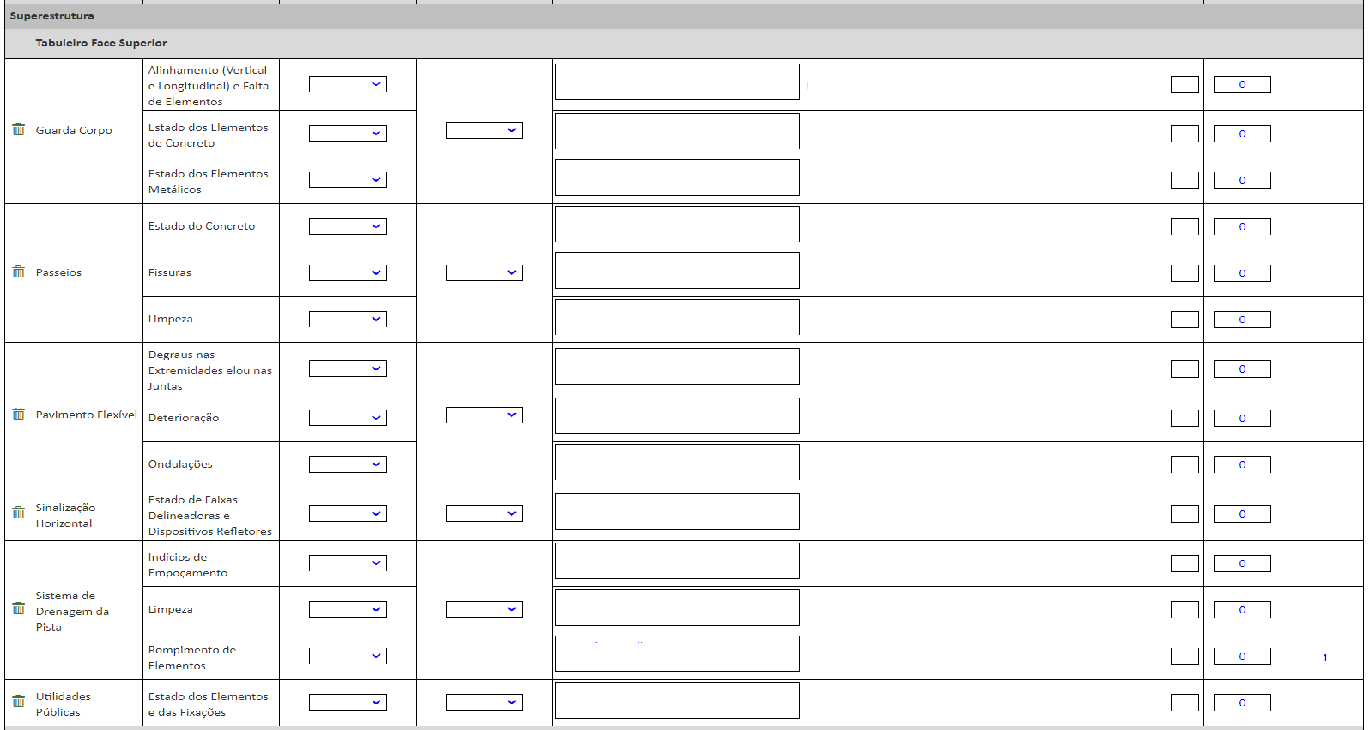 Superestrutura
Tabuleiro Face Superior
Guarda Corpo
Alinhamento (Vertical
e Longitudinal) e Falta
de Elementos
0
Estado dos Elementos
de Concreto
0
Estado dos Elementos
Metálicos
0
Passeios
Estado do Concreto
0
Fissuras
0
Limpeza
0
Pavimento Flexível
Degraus nas
Extremidades elou nas
Juntas
0
Deterioração
0
Ondulações
0
Sinalização
Horizontal
Estado de Faixas
Delineadoras e
Dispositivos Refletores
0
Sistema de
Drenagem da
Pista
Indícios de
Empoçamento
0
Limpeza
0
Rompimento de
Elementos
0
1
Utilidades
Públicas
Estado dos Elementos
e das Fixações
0